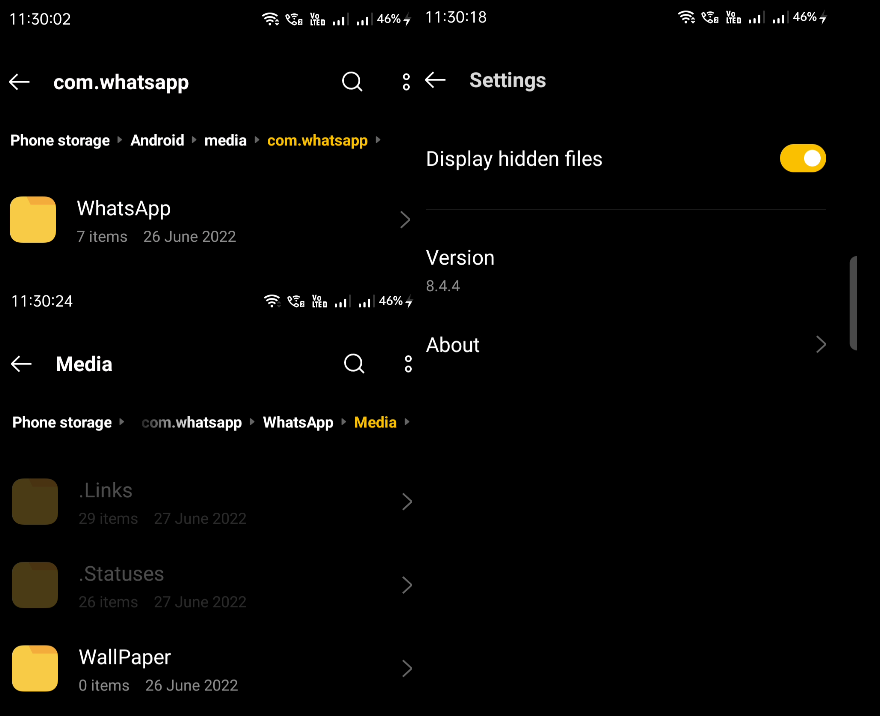 11:30:02 Vo LTE 46%
com.whatsapp
Phone storage Android media com.whatsapp
WhatsApp
7 items 26 June 2022
11:30:24 46%
Media
Phone storage com.whatsapp WhatsApp Media
.Links
29 items 27 June 2022
.Statuses
26 items 27 June 2022
WallPaper
0 items 26 June 2022
11:30:18 46%
Settings
Display hidden files
Version
8.4.4
About